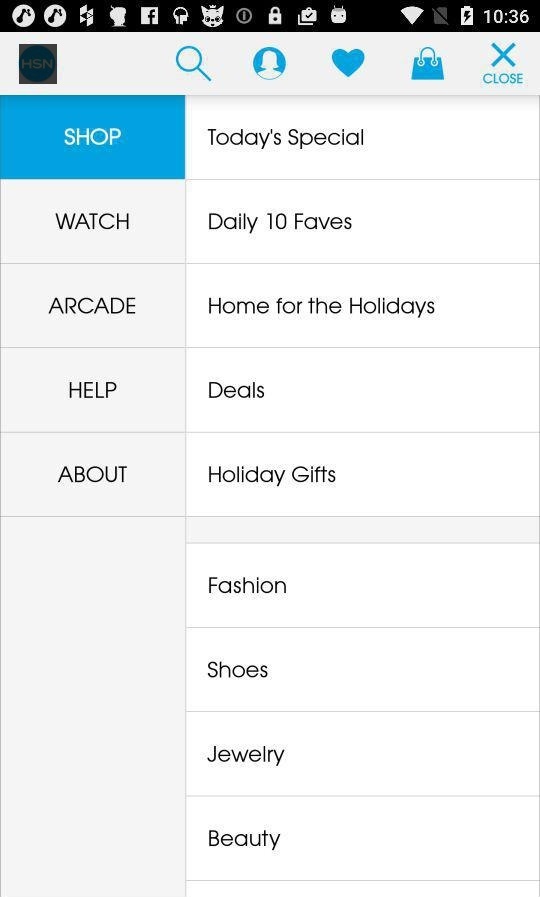 10:36
HSN
CLOSE
SHOP
WATCH
ARCADE
HELP
ABOUT
Today's Special
Daily 10 Faves
Home for the Holidays
Deals
Holiday Gifts
Fashion
Shoes
Jewelry
Beauty